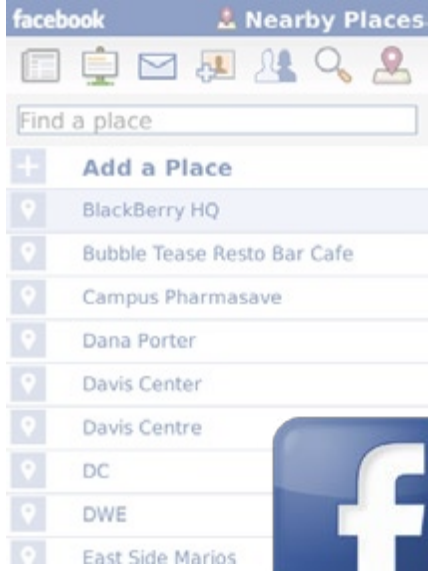 facebook Nearby Places
Find a place
Add a Place
BlackBerry HQ
Bubble Tease Resto Bar Cafe
Campus Pharmasave
Dana Porter
Davis Center
Davis Centre
DC
DWE
East Side Marios
f